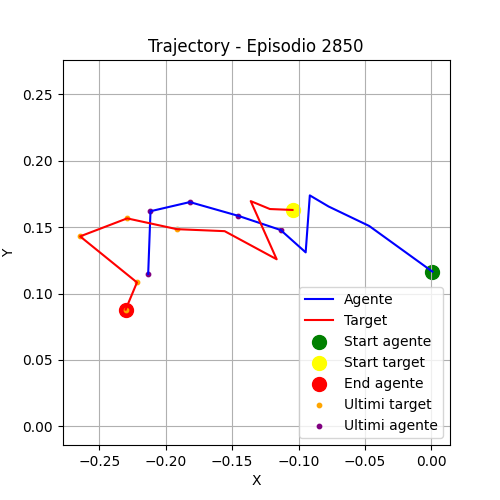 Trajectory - Episodio 2850
0.25
0.20
0.15
0.10
0.05
0.00
Y
−0.25
−0.20
−0.15
−0.10
−0.05
0.00
X
Agente
Target
Start agente
Start target
End agente
Ultimi target
Ultimi agente